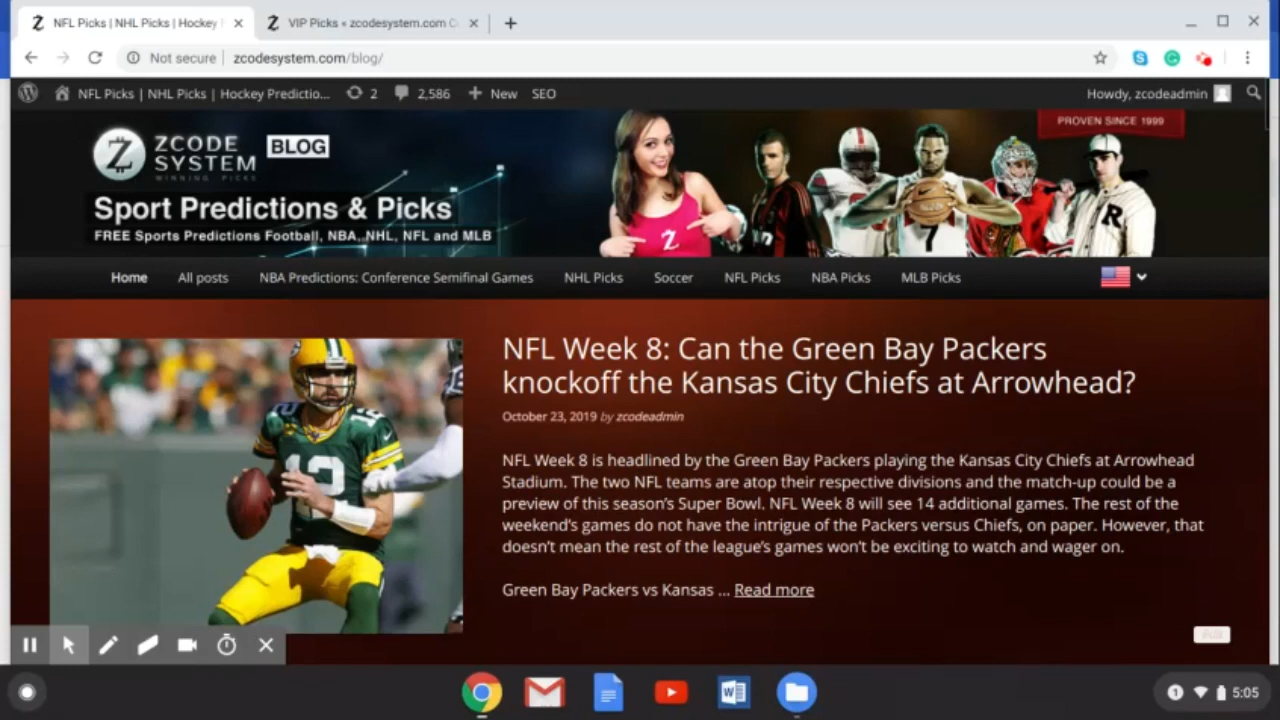 NFL Picks | NHL Picks | Hockey
VIP Picks « zcodesystem.com
Not secure
zcodesystem.com/blog/
NFL Picks | NHL Picks | Hockey Predictio...
2
2,586
New
SEO
Howdy, zcodeadmin
PROVEN SINCE 1999
ZCODE
SYSTEM
BLOG
WINNING PICKS
Sport Predictions & Picks
FREE Sports Predictions Football, NBA, NHL, NFL and MLB
Z
R
7
Home
All posts
NBA Predictions: Conference Semifinal Games
NHL Picks
Soccer
NFL Picks
NBA Picks
MLB Picks
NFL Week 8: Can the Green Bay Packers
knockoff the Kansas City Chiefs at Arrowhead?
October 23, 2019 by zcodeadmin
12
NFL Week 8 is headlined by the Green Bay Packers playing the Kansas City Chiefs at Arrowhead
Stadium. The two NFL teams are atop their respective divisions and the match-up could be a
preview of this season's Super Bowl. NFL Week 8 will see 14 additional games. The rest of the
weekend's games do not have the intrigue of the Packers versus Chiefs, on paper. However, that
doesn't mean the rest of the league's games won't be exciting to watch and wager on.
Green Bay Packers vs Kansas ... Read more
1
5:05